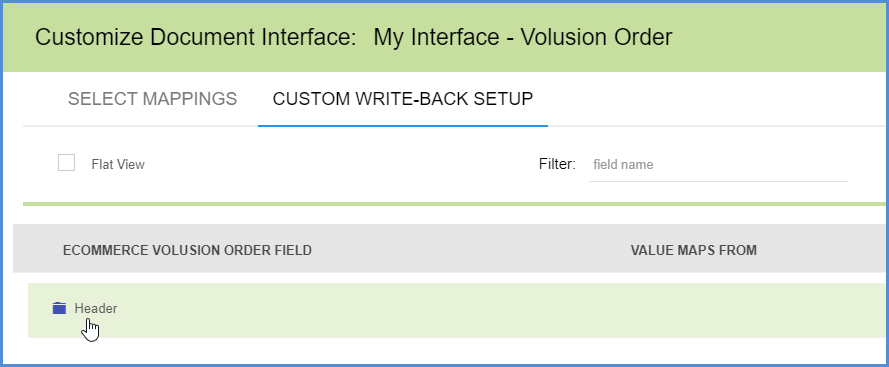 Customize Document Interface: My Interface - Volusion Order
SELECT MAPPINGS CUSTOM WRITE-BACK SETUP
Flat View Filter: field name
ECOMMERCE VOLUSION ORDER FIELD VALUE MAPS FROM
Header